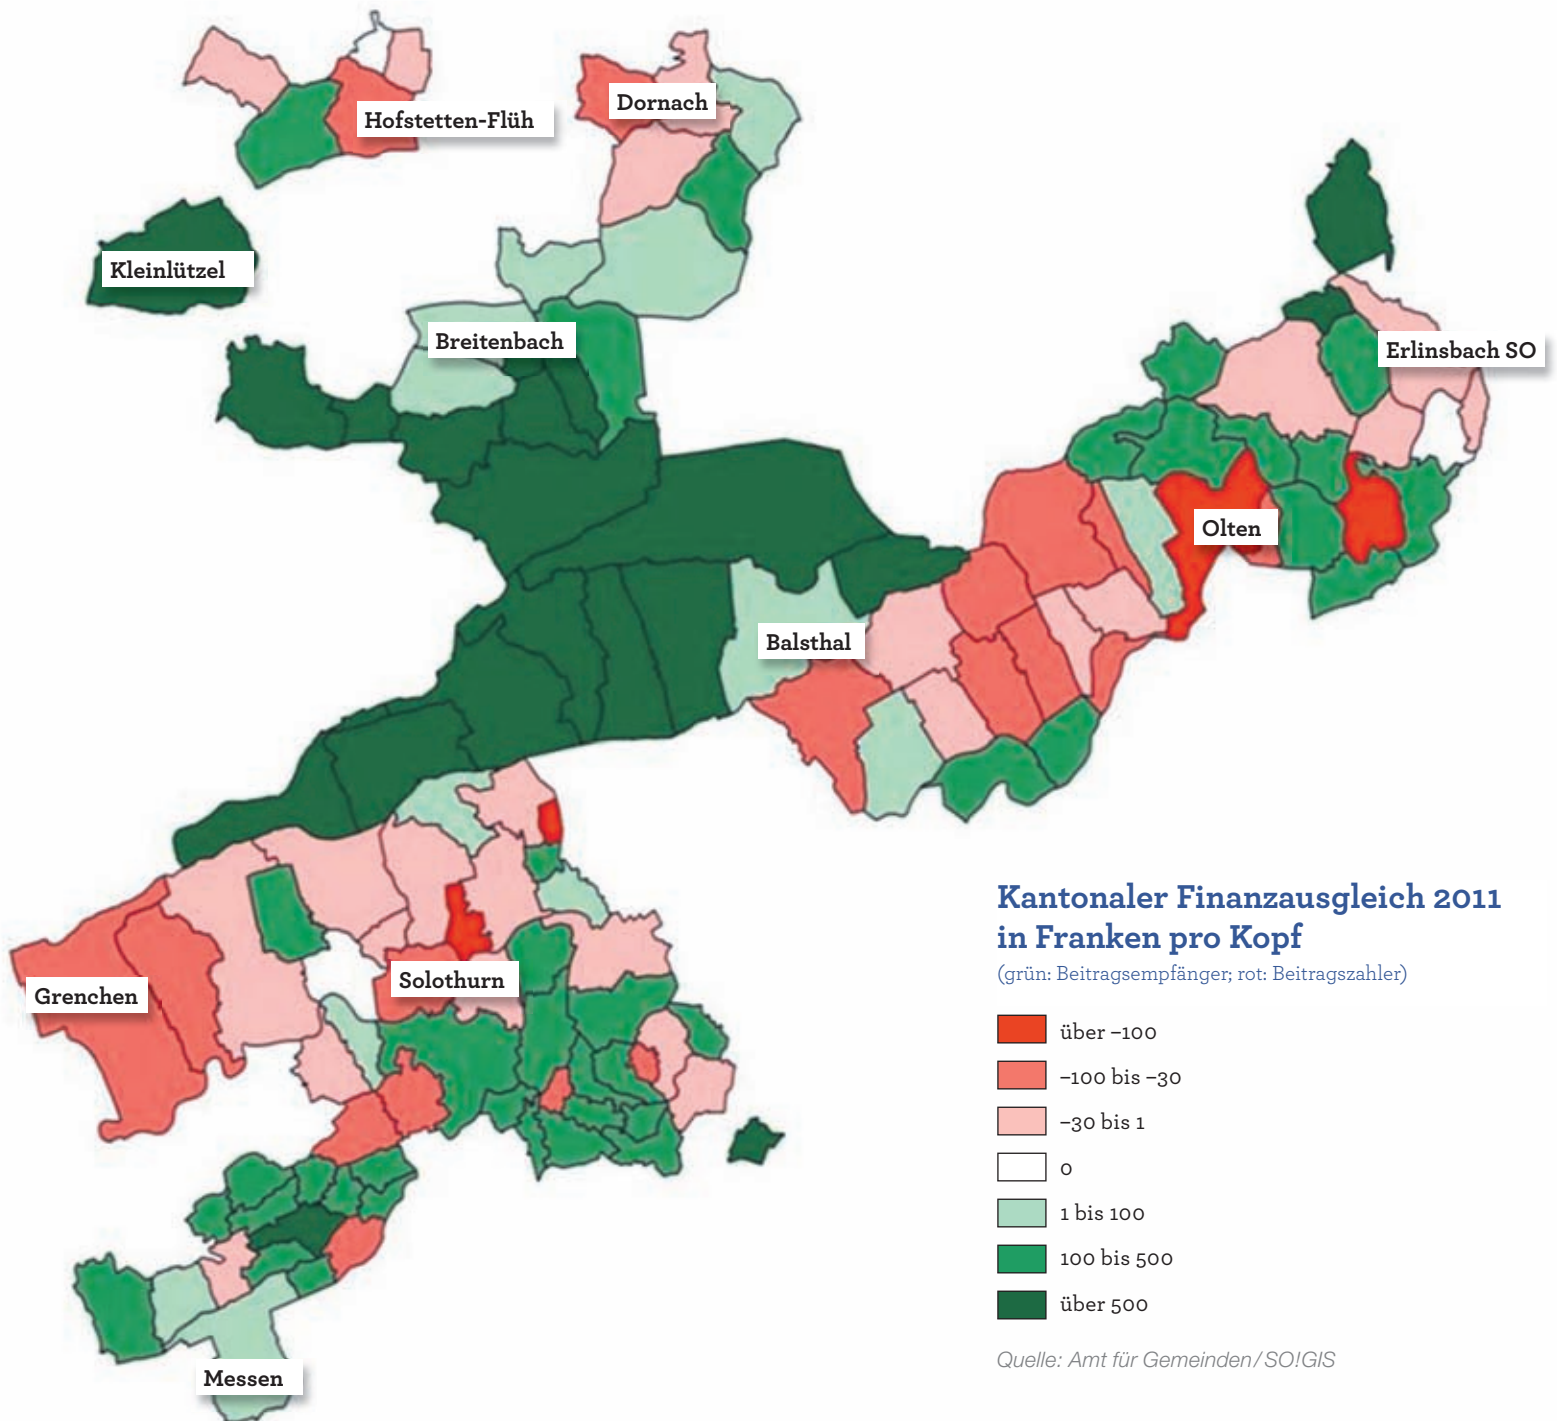 Hofstetten-Flüh
Dornach
Kleinlützel
Breitenbach
Erlinsbach SO
Olten
Balsthal
Solothurn
Grenchen
Messen
Kantonaler Finanzausgleich 2011
in Franken pro Kopf
(grün: Beitragsempfänger; rot: Beitragszahler)
über –100
–100 bis –30
–30 bis 1
0
1 bis 100
100 bis 500
über 500
Quelle: Amt für Gemeinden/SO!GIS